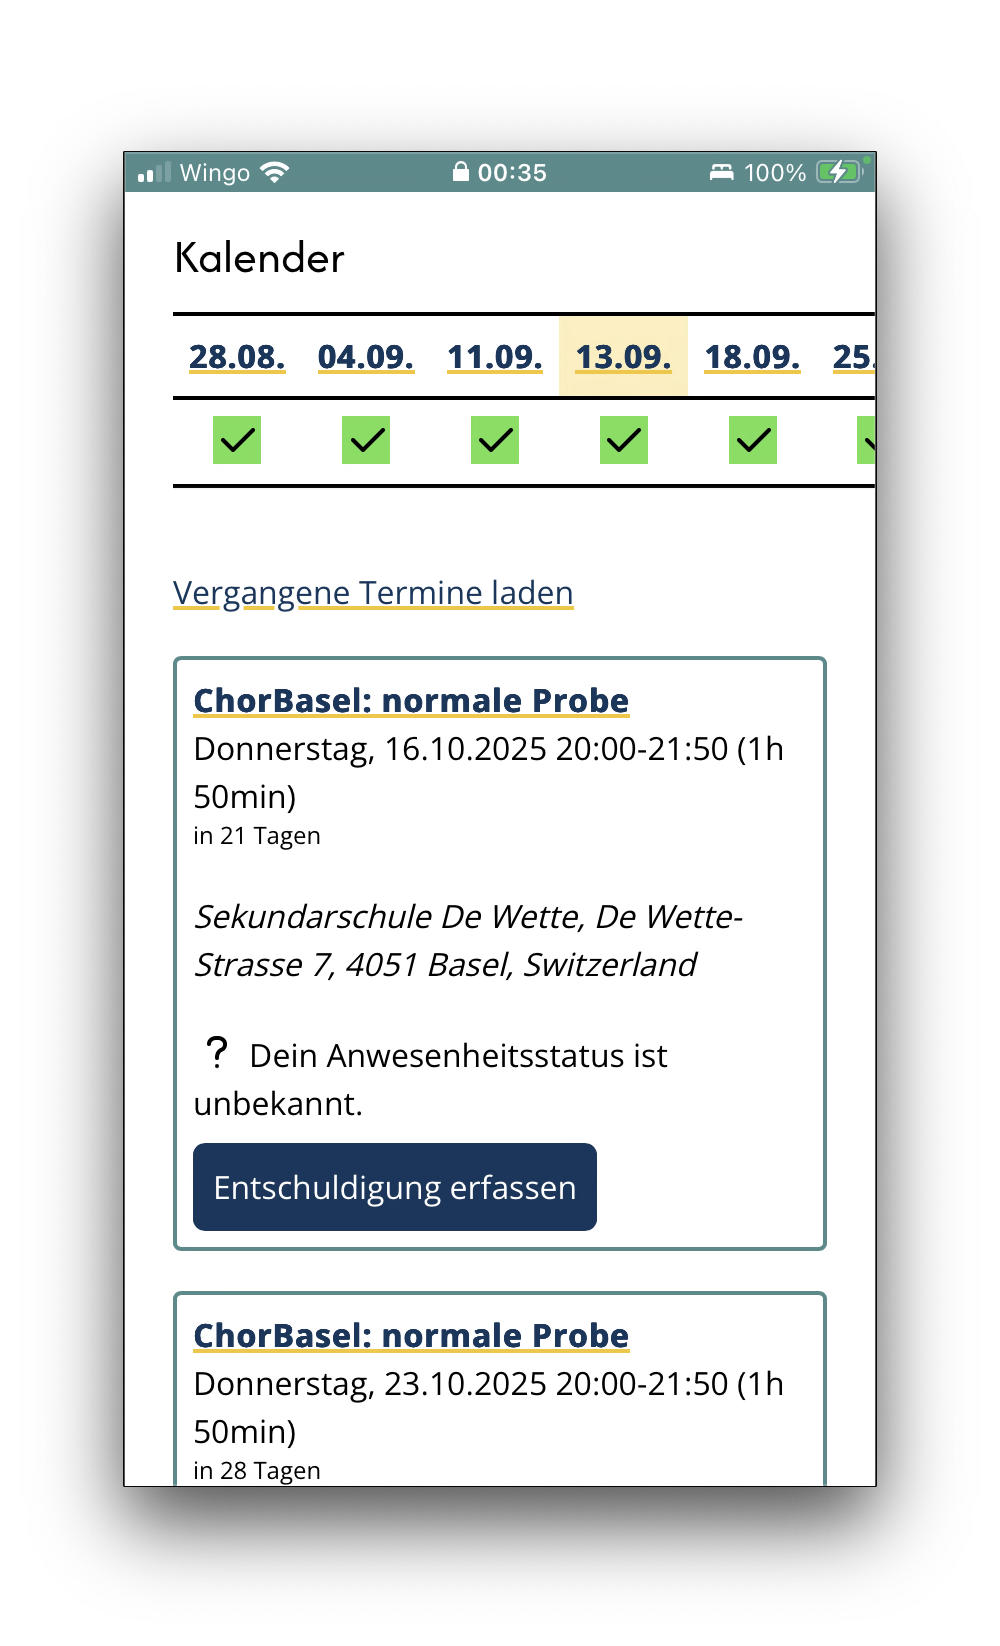 Wingo 00:35 100%
Kalender
28.08. 04.09. 11.09. 13.09. 18.09. 25.
Vergangene Termine laden
ChorBasel: normale Probe
Donnerstag, 16.10.2025 20:00-21:50 (1h
50min)
in 21 Tagen
Sekundarschule De Wette, De Wette-
Strasse 7, 4051 Basel, Switzerland
? Dein Anwesenheitsstatus ist
unbekannt.
Entschuldigung erfassen
ChorBasel: normale Probe
Donnerstag, 23.10.2025 20:00-21:50 (1h
50min)
in 28 Tagen